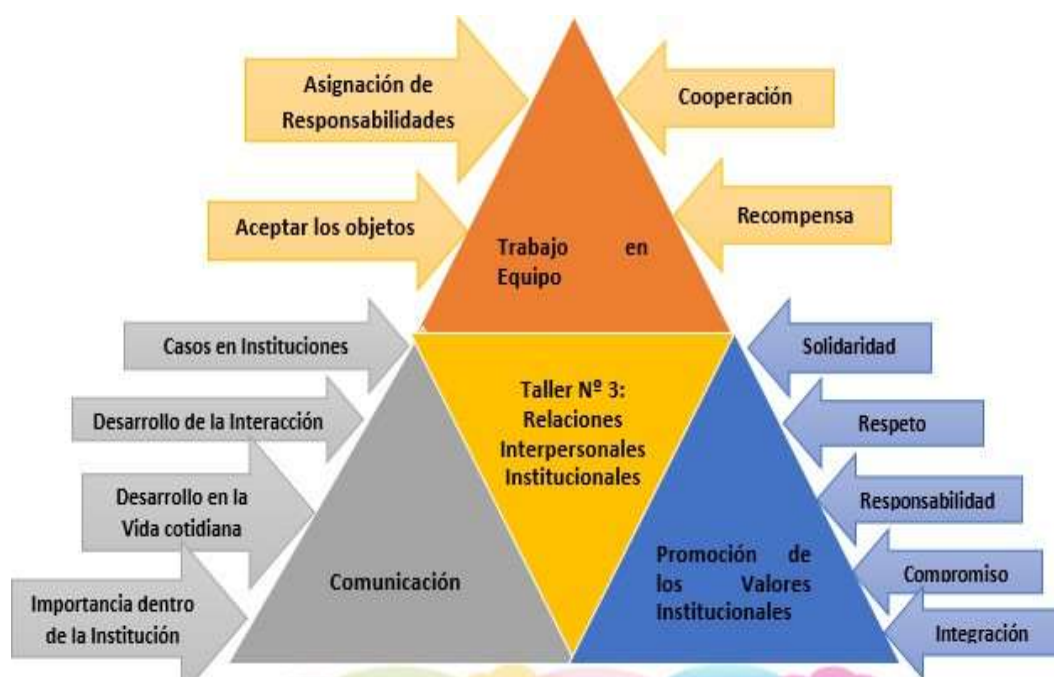 Asignación de
Responsabilidades
Cooperación
Aceptar los objetos
Recompensa
Trabajo en
Equipo
Casos en Instituciones
Solidaridad
Taller Nº 3:
Relaciones
Interpersonales
Institucionales
Desarrollo de la Interacción
Respeto
Desarrollo en la
Vida cotidiana
Responsabilidad
Comunicación
Promoción de
los Valores
Institucionales
Compromiso
Importancia dentro
de la Institución
Integración